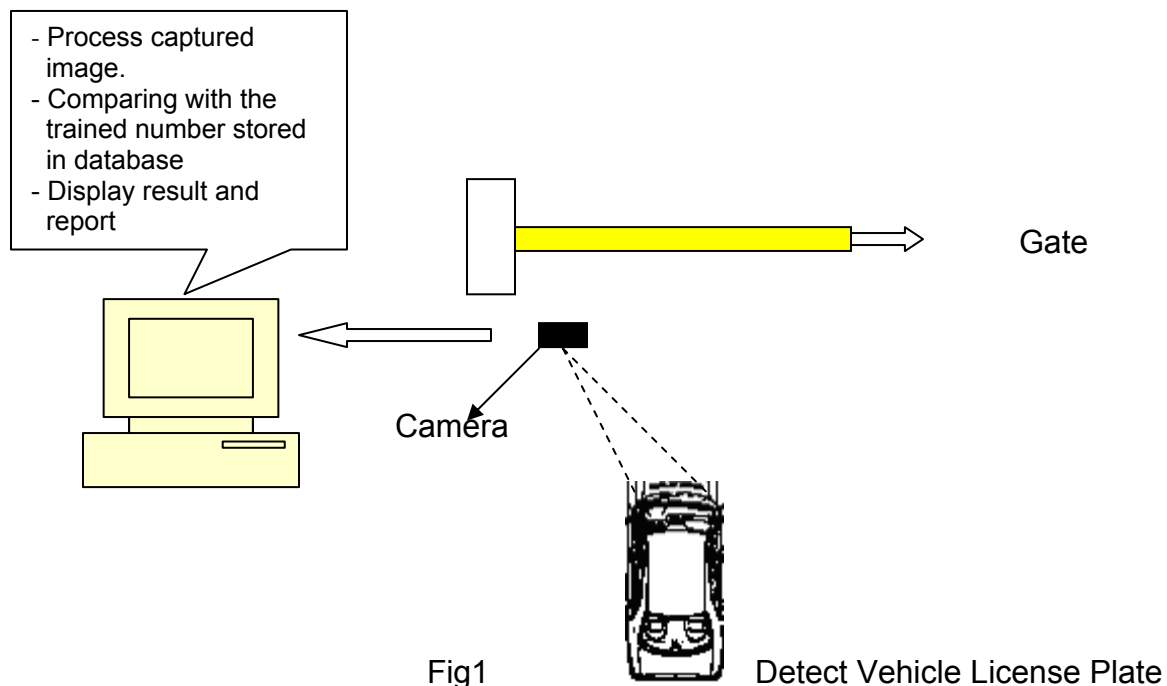 - Process captured
image.
- Comparing with the
trained number stored
in database
- Display result and
report
Gate
Camera
Fig1
Detect Vehicle License Plate